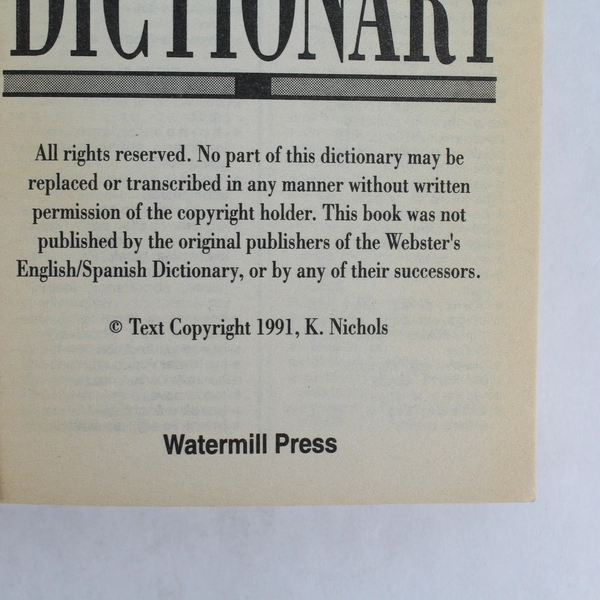 DICTIONARY
All rights reserved. No part of this dictionary may be
replaced or transcribed in any manner without written
permission of the copyright holder. This book was not
published by the original publishers of the Webster's
English/Spanish Dictionary, or by any of their successors.
© Text Copyright 1991, K. Nichols
Watermill Press